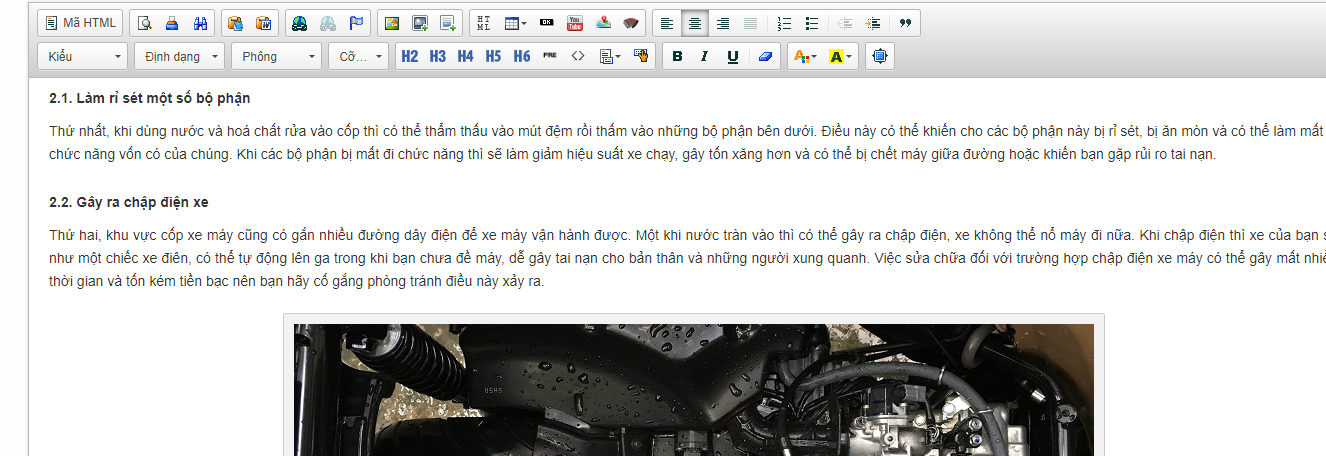 Mã HTML
HT
ML
OK
You
Tube
Kiểu
Định dạng
Phông
Cỡ...
H2 H3 H4 H5 H6 PRE <>
B I U A A
2.1. Làm rỉ sét một số bộ phận
Thứ nhất, khi dùng nước và hoá chất rửa vào cốp thì có thể thẩm thấu vào mút đệm rồi thấm vào những bộ phận bên dưới. Điều này có thể khiến cho các bộ phận này bị rỉ sét, bị ăn mòn và có thể làm mất
chức năng vốn có của chúng. Khi các bộ phận bị mất đi chức năng thì sẽ làm giảm hiệu suất xe chạy, gây tốn xăng hơn và có thể bị chết máy giữa đường hoặc khiến bạn gặp rủi ro tai nạn.
2.2. Gây ra chập điện xe
Thứ hai, khu vực cốp xe máy cũng có gắn nhiều đường dây điện để xe máy vận hành được. Một khi nước tràn vào thì có thể gây ra chập điện, xe không thể nổ máy đi nữa. Khi chập điện thì xe của bạn
như một chiếc xe điên, có thể tự động lên ga trong khi bạn chưa đề máy, dễ gây tai nạn cho bản thân và những người xung quanh. Việc sửa chữa đối với trường hợp chập điện xe máy có thể gây mất
thời gian và tốn kém tiền bạc nên bạn hãy cố gắng phòng tránh điều này xảy ra.